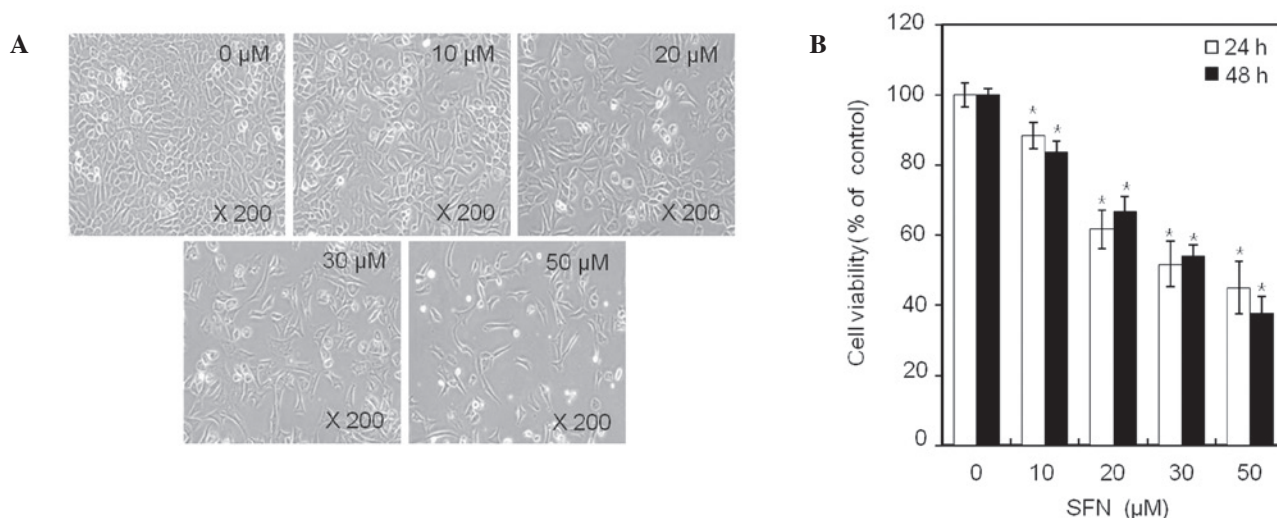 A
0 µM
X 200
10 µM
X 200
20 µM
X 200
30 µM
X 200
50 µM
X 200
B
Cell viability( % of control)
120
100
80
60
40
20
0
24 h
48 h
* * * * * * * *
0 10 20 30 50
SFN (µM)